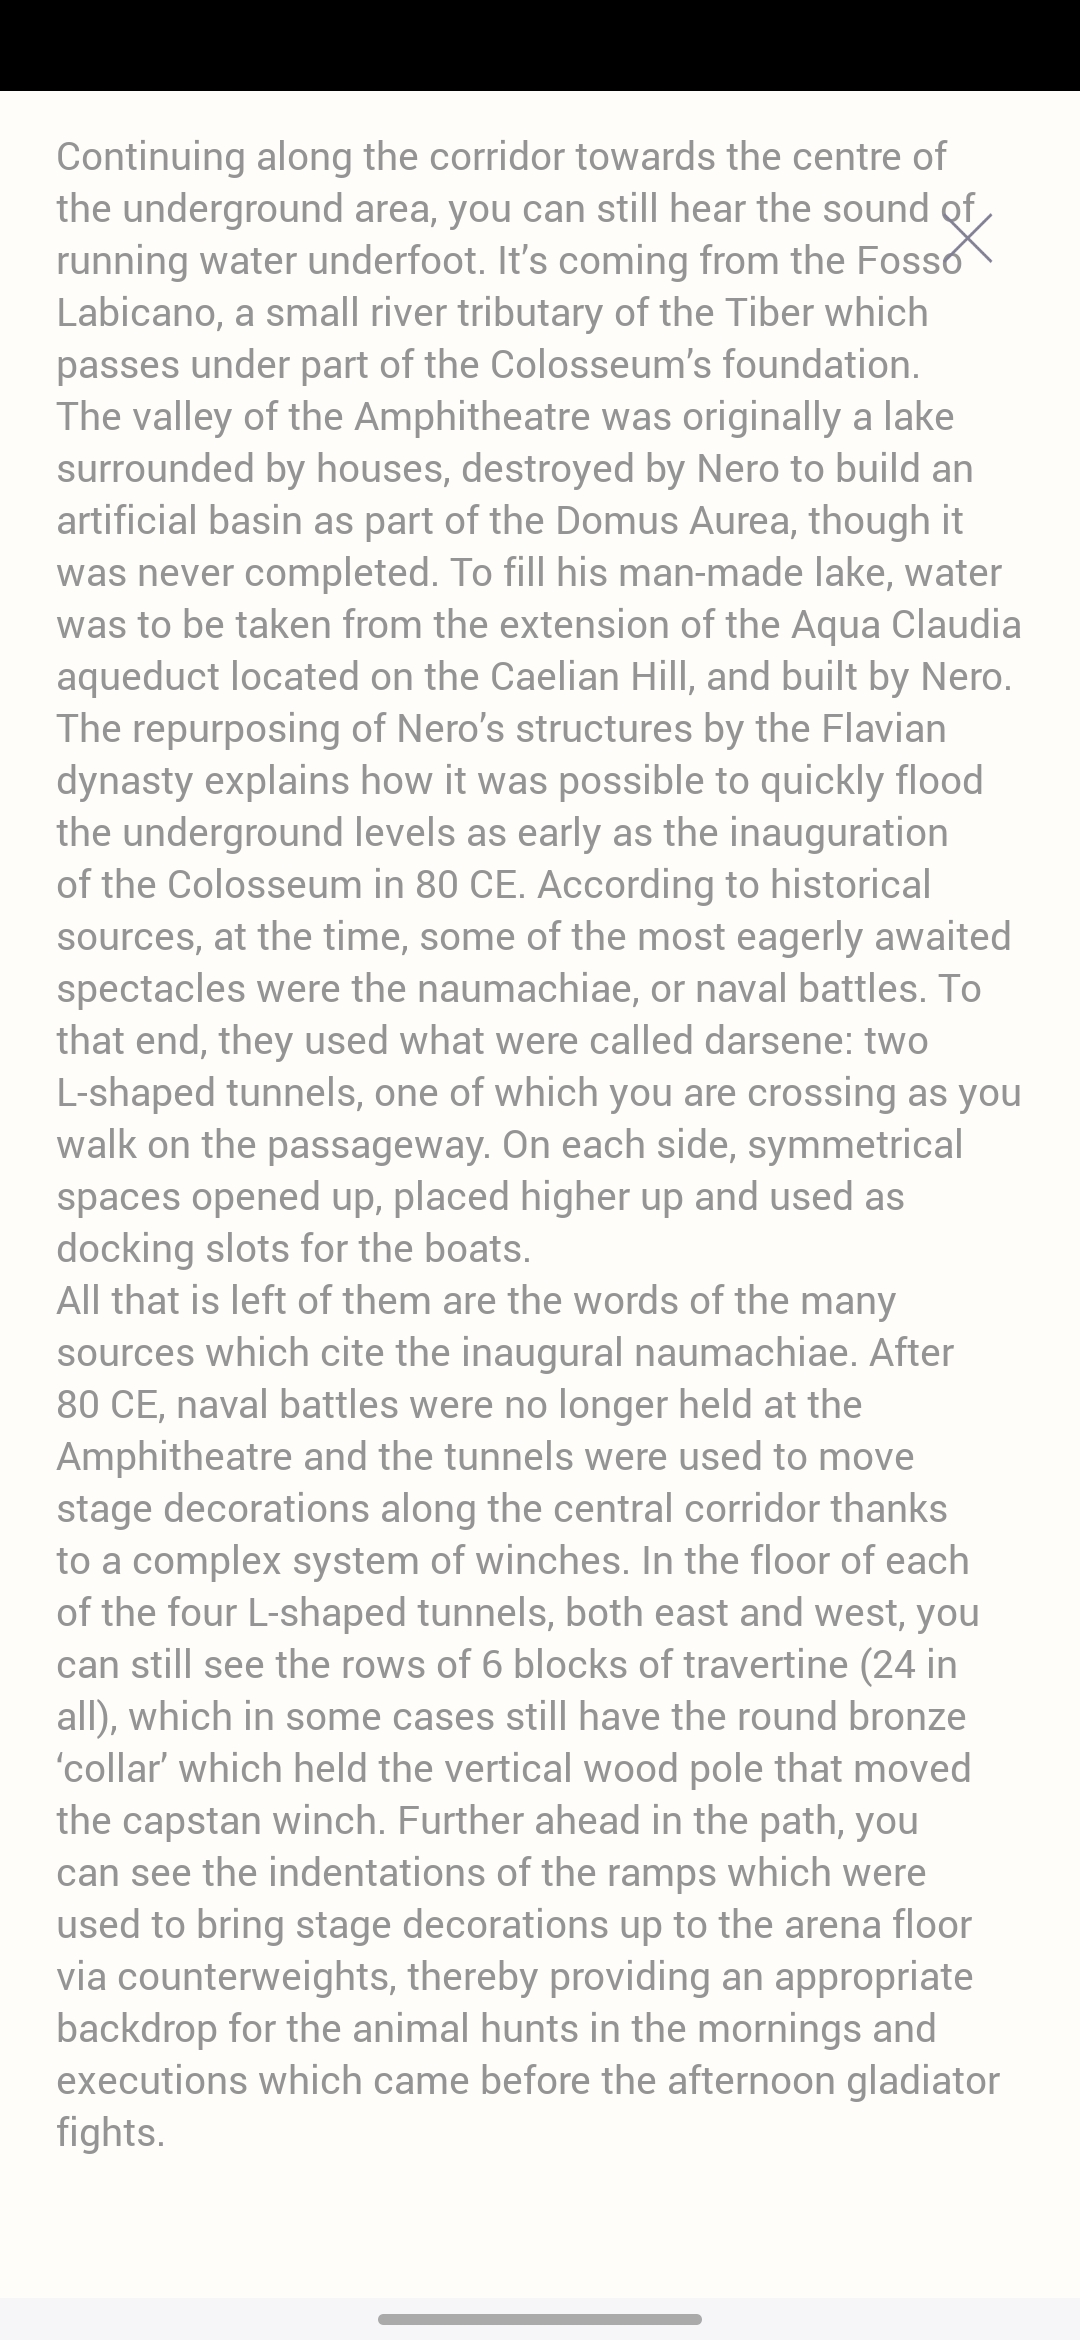 Continuing along the corridor towards the centre of
the underground area, you can still hear the sound of
running water underfoot. It’s coming from the Fosso
Labicano, a small river tributary of the Tiber which
passes under part of the Colosseum’s foundation.
The valley of the Amphitheatre was originally a lake
surrounded by houses, destroyed by Nero to build an
artificial basin as part of the Domus Aurea, though it
was never completed. To fill his man-made lake, water
was to be taken from the extension of the Aqua Claudia
aqueduct located on the Caelian Hill, and built by Nero.
The repurposing of Nero’s structures by the Flavian
dynasty explains how it was possible to quickly flood
the underground levels as early as the inauguration
of the Colosseum in 80 CE. According to historical
sources, at the time, some of the most eagerly awaited
spectacles were the naumachiae, or naval battles. To
that end, they used what were called darsene: two
L-shaped tunnels, one of which you are crossing as you
walk on the passageway. On each side, symmetrical
spaces opened up, placed higher up and used as
docking slots for the boats.
All that is left of them are the words of the many
sources which cite the inaugural naumachiae. After
80 CE, naval battles were no longer held at the
Amphitheatre and the tunnels were used to move
stage decorations along the central corridor thanks
to a complex system of winches. In the floor of each
of the four L-shaped tunnels, both east and west, you
can still see the rows of 6 blocks of travertine (24 in
all), which in some cases still have the round bronze
‘collar’ which held the vertical wood pole that moved
the capstan winch. Further ahead in the path, you
can see the indentations of the ramps which were
used to bring stage decorations up to the arena floor
via counterweights, thereby providing an appropriate
backdrop for the animal hunts in the mornings and
executions which came before the afternoon gladiator
fights.